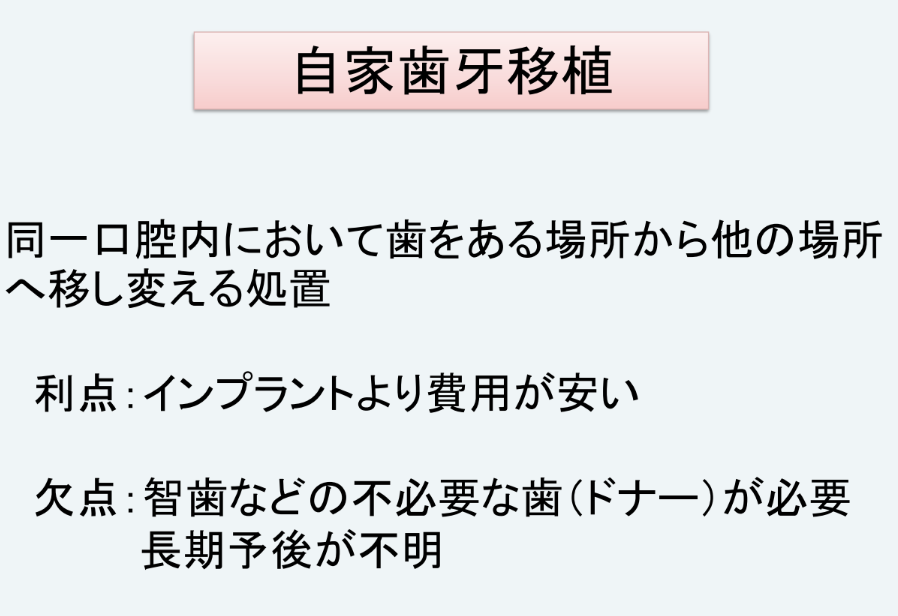 自家歯牙移植
同一口腔内において歯をある場所から他の場所
へ移し変える処置
利点：インプラントより費用が安い
欠点：智歯などの不必要な歯（ドナー）が必要
長期予後が不明